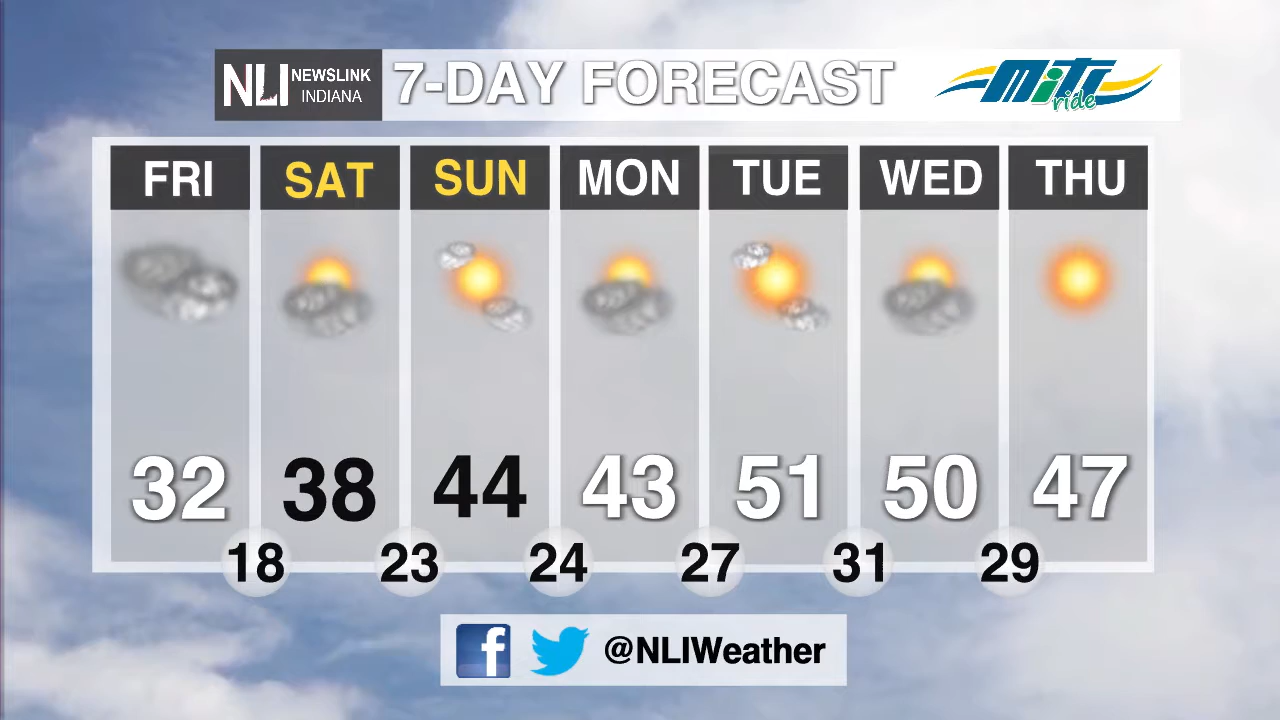 NLI NEWSLINK INDIANA 7-DAY FORECAST MiTS ride
FRI SAT SUN MON TUE WED THU
32 38 44 43 51 50 47
18 23 24 27 31 29
f @NLIWeather